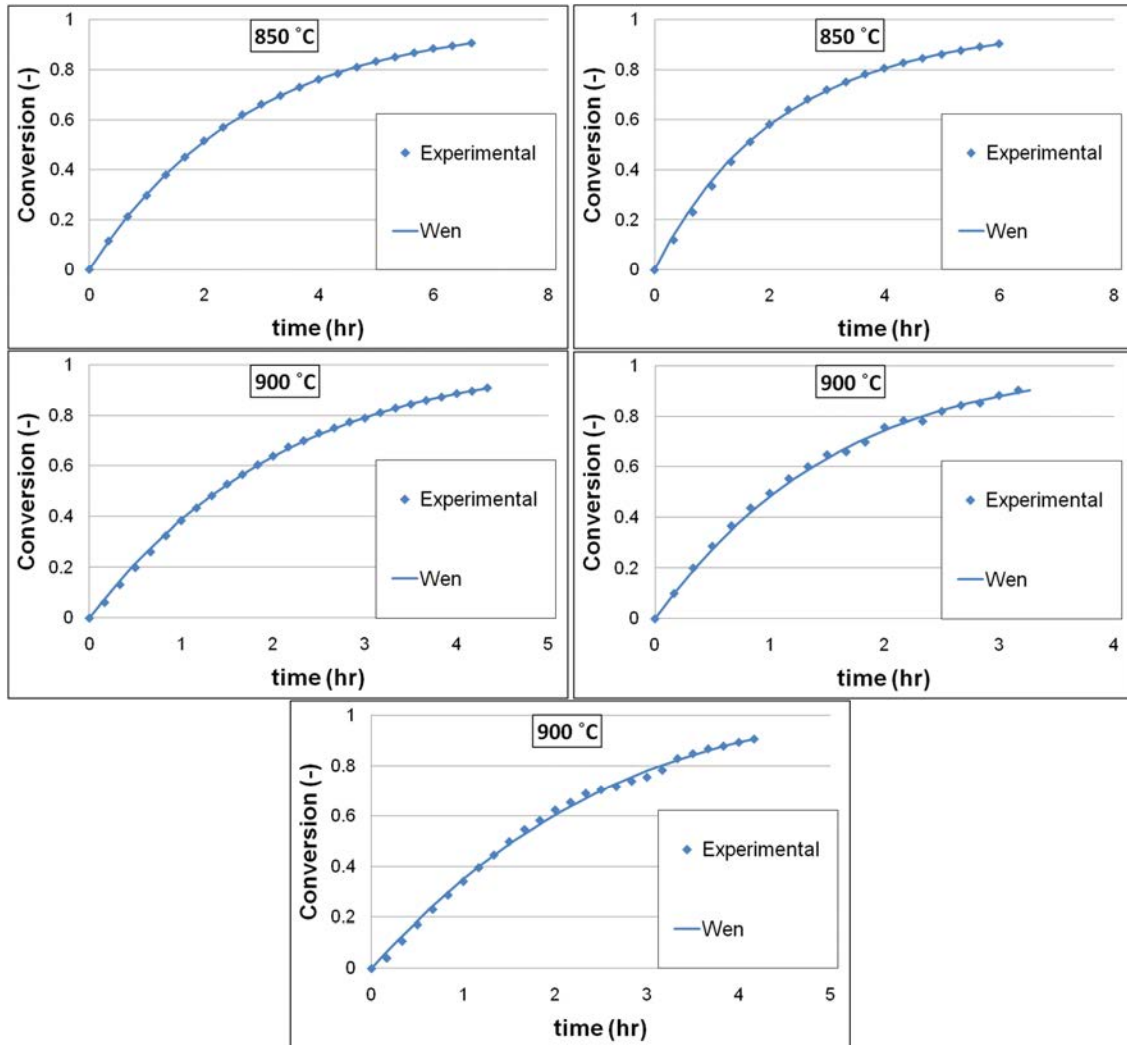 850 °C
Conversion (-)
1
0.8
0.6
0.4
0.2
0
Experimental
Wen
0 2 4 6 8
time (hr)
850 °C
Conversion (-)
1
0.8
0.6
0.4
0.2
0
Experimental
Wen
0 2 4 6 8
time (hr)
900 °C
Conversion (-)
1
0.8
0.6
0.4
0.2
0
Experimental
Wen
0 1 2 3 4 5
time (hr)
900 °C
Conversion (-)
1
0.8
0.6
0.4
0.2
0
Experimental
Wen
0 1 2 3 4
time (hr)
900 °C
Conversion (-)
1
0.8
0.6
0.4
0.2
0
Experimental
Wen
0 1 2 3 4 5
time (hr)